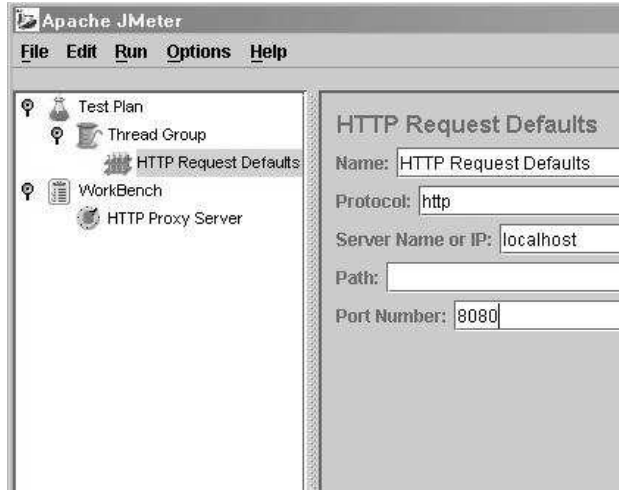 Apache JMeter
File Edit Run Options Help
Test Plan
Thread Group
HTTP Request Defaults
WorkBench
HTTP Proxy Server
HTTP Request Defaults
Name: HTTP Request Defaults
Protocol: http
Server Name or IP: localhost
Path:
Port Number: 8080